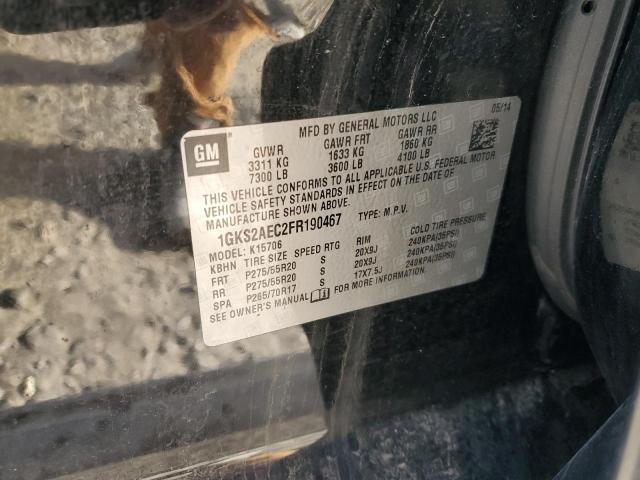 05/14
MFD BY GENERAL MOTORS LLC
GM
GVWR GAWR FRT GAWR RR
3311 KG 1633 KG 1860 KG
7300 LB 3600 LB 4100 LB
THIS VEHICLE CONFORMS TO ALL APPLICABLE U.S. FEDERAL MOTOR
VEHICLE SAFETY STANDARDS IN EFFECT ON THE DATE OF
MANUFACTURE SHOWN ABOVE.
1GKS2AEC2FR190467 TYPE: M.P.V.
MODEL: K15706
KBHN TIRE SIZE SPEED RTG RIM COLD TIRE PRESSURE
FRT P275/55R20 S 20X9J 240KPA(35PSI)
RR P275/55R20 S 20X9J 240KPA(35PSI)
SPA P265/70R17 S 17X7.5J 240KPA(35PSI)
SEE OWNER'S MANUAL FOR MORE INFORMATION.